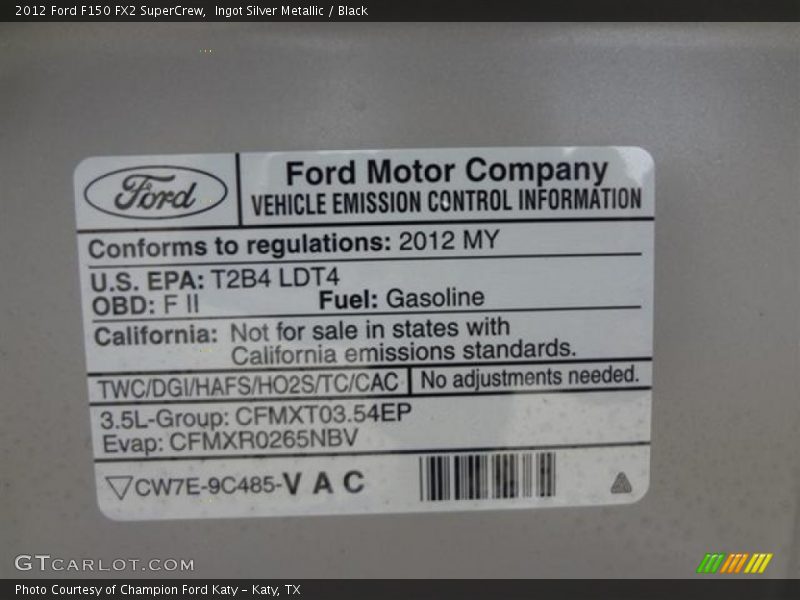 2012 Ford F150 FX2 SuperCrew,  Ingot Silver Metallic / Black
Ford
Ford Motor Company
VEHICLE EMISSION CONTROL INFORMATION
Conforms to regulations: 2012 MY
U.S. EPA: T2B4 LDT4
OBD: F II Fuel: Gasoline
California: Not for sale in states with
California emissions standards.
TWC/DGI/HAFS/HO2S/TC/CAC No adjustments needed.
3.5L-Group: CFMXT03.54EP
Evap: CFMXR0265NBV
CW7E-9C485-V A C
GTCARLOT.COM
Photo Courtesy of Champion Ford Katy - Katy, TX